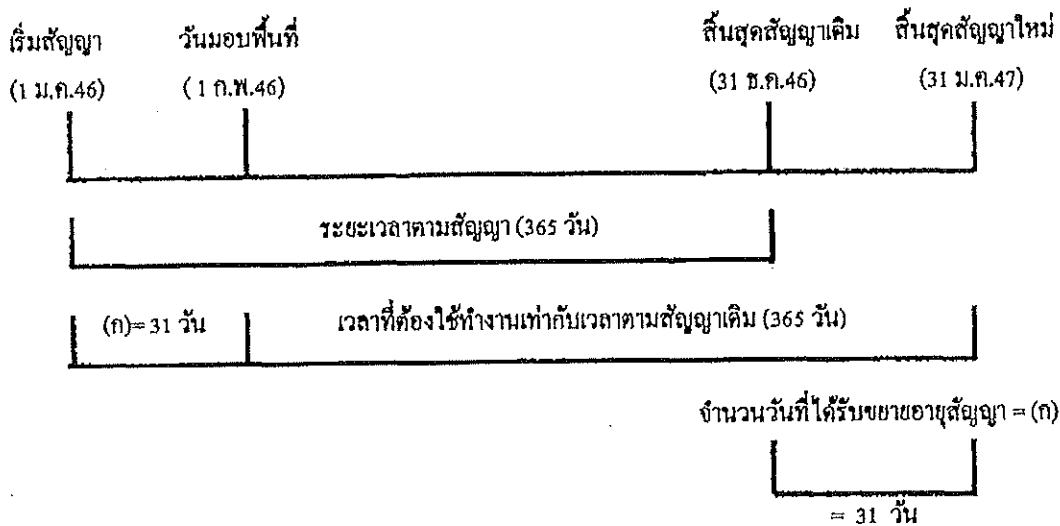 เริ่มสัญญา วันมอบพื้นที่ สิ้นสุดสัญญาเดิม สิ้นสุดสัญญาใหม่
(1 ม.ค.46) (1 ก.พ.46) (31 ธ.ค.46) (31 ม.ค.47)
ระยะเวลาตามสัญญา (365 วัน)
(ก)= 31 วัน เวลาที่ต้องใช้ทำงานเท่ากับเวลาตามสัญญาเดิม (365 วัน)
จำนวนวันที่ได้รับขยายอายุสัญญา = (ก)
= 31 วัน